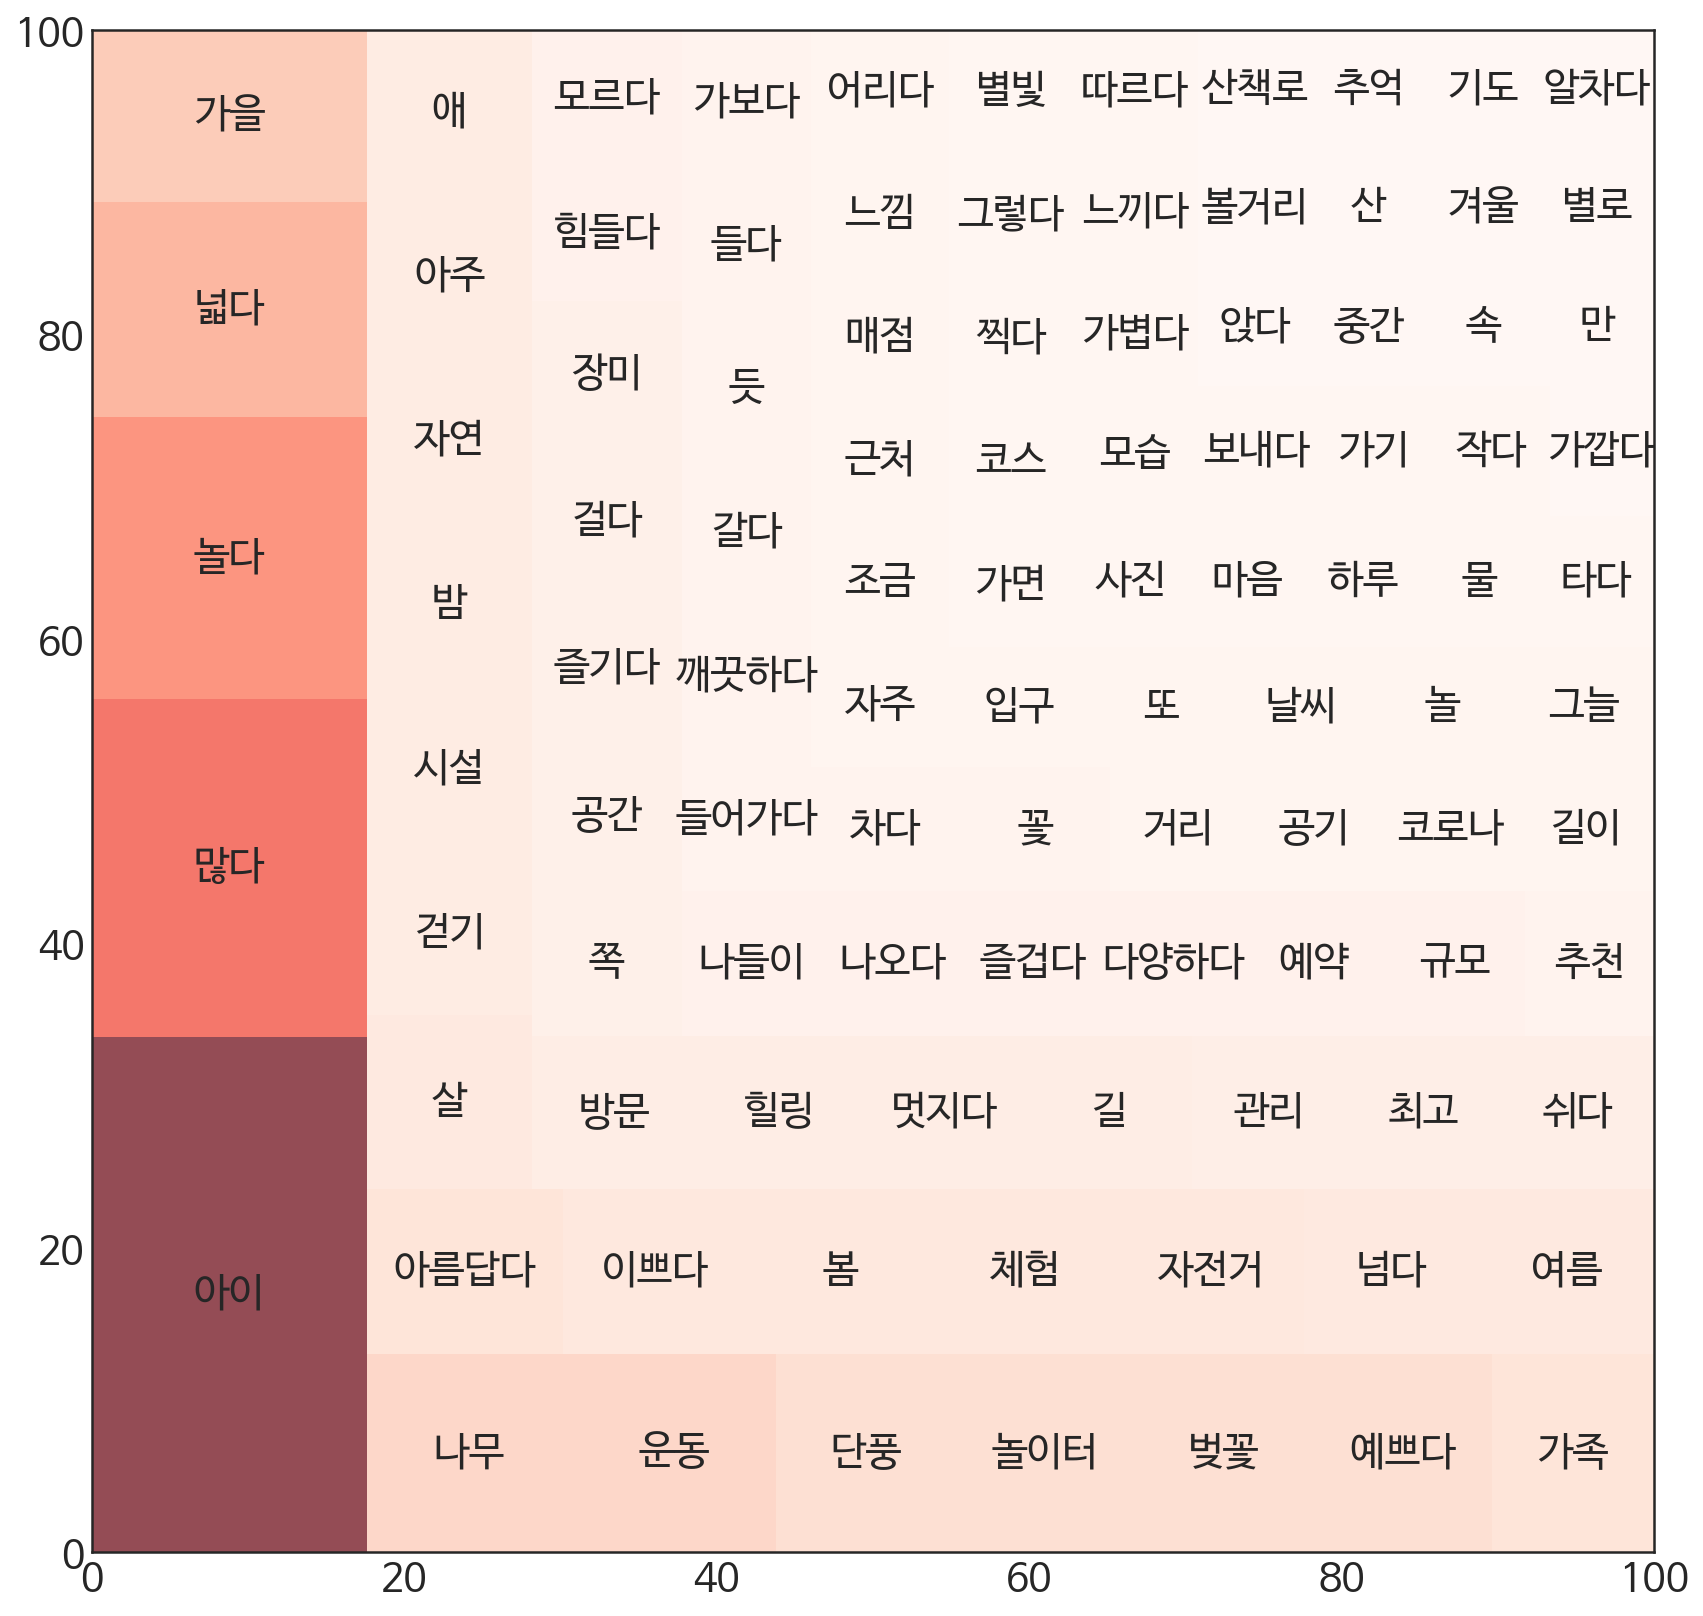 100
가을 애 모르다 가보다 어리다 별빛 따르다 산책로 추억 기도 알차다
힘들다 들다 느낌 그렇다 느끼다 볼거리 산 겨울 별로
넓다 아주
80
장미 듯 매점 찍다 가볍다 앉다 중간 속 만
놀다 자연 걸다 갈다 근처 코스 모습 보내다 가기 작다 가깝다
밤 조금 가면 사진 마음 하루 물 타다
60
즐기다 깨끗하다 자주 입구 또 날씨 놀 그늘
많다 시설 공간 들어가다 차다 꽃 거리 공기 코로나 길이
40
걷기 쪽 나들이 나오다 즐겁다 다양하다 예약 규모 추천
살 방문 힐링 멋지다 길 관리 최고 쉬다
20
아이 아름답다 이쁘다 봄 체험 자전거 넘다 여름
나무 운동 단풍 놀이터 벚꽃 예쁘다 가족
0
0 20 40 60 80 100